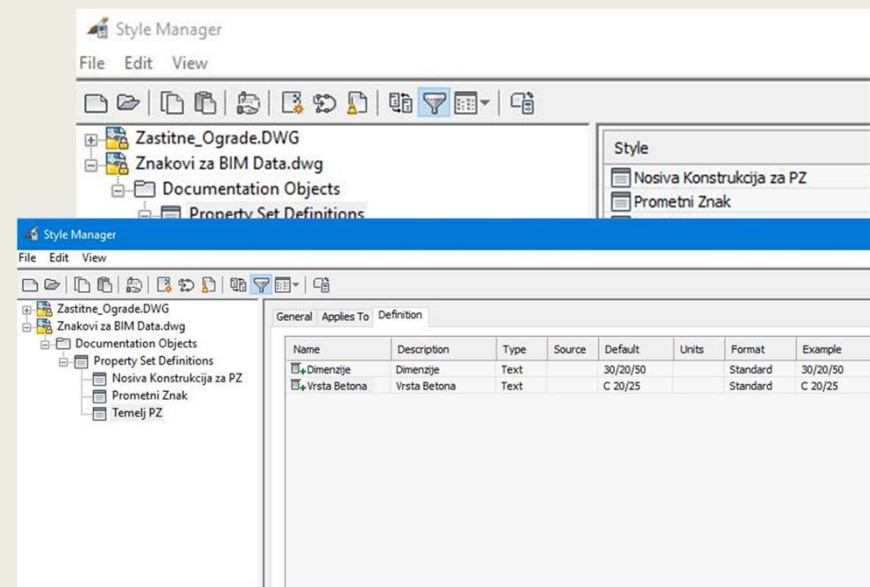 Style Manager
File Edit View
Zastitne_Ograde.DWG
Znakovi za BIM Data.dwg
Documentation Objects
Property Set Definitions
Style
Nosiva Konstrukcija za PZ
Prometni Znak
Style Manager
File Edit View
Zastitne_Ograde.DWG
Znakovi za BIM Data.dwg
Documentation Objects
Property Set Definitions
Nosiva Konstrukcija za PZ
Prometni Znak
Temelj PZ
General Applies To Definition
Name Description Type Source Default Units Format Example
Dimenzije Dimenzije Text 30/20/50 Standard 30/20/50
Vrsta Betona Vrsta Betona Text C 20/25 Standard C 20/25